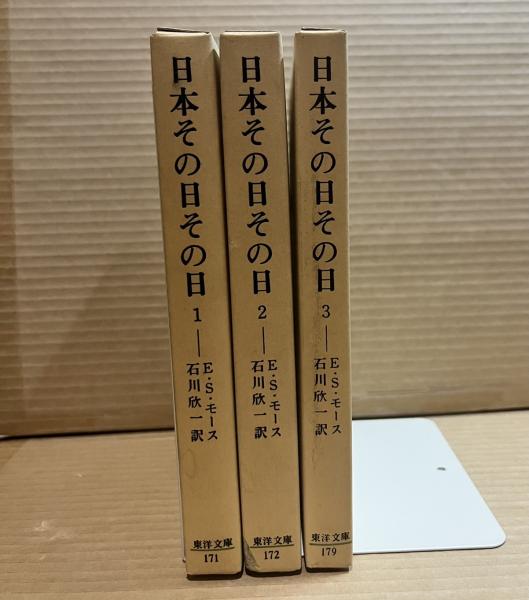 日本その日その日 1 ―
E・S・モース
石川欣一訳
東洋文庫
171
日本その日その日 2 ―
E・S・モース
石川欣一訳
東洋文庫
172
日本その日その日 3 ―
E・S・モース
石川欣一訳
東洋文庫
179